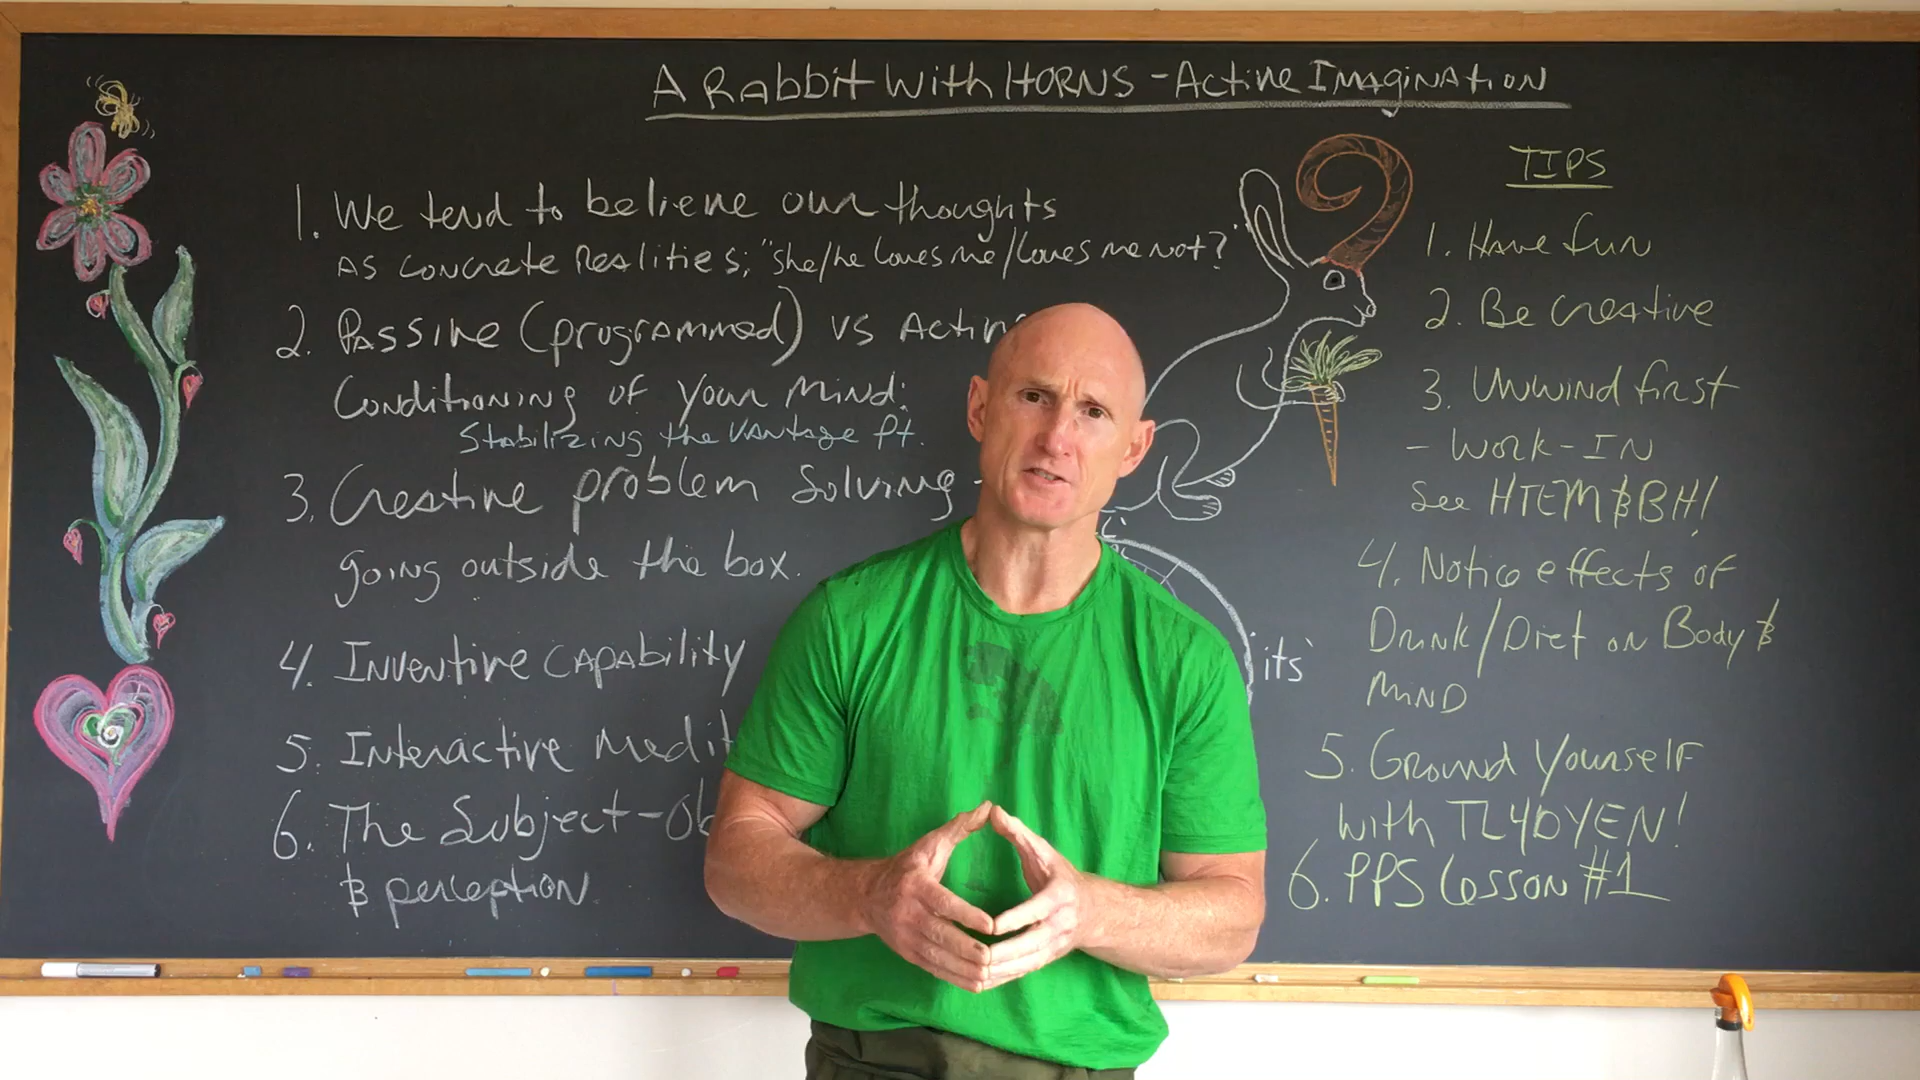 A Rabbit With HORNS - Active Imagination
1. We tend to believe our thoughts
As concrete Realities; "she/he Loves me/Loves me not?"
2. Passive (programmed) vs Activ
Conditioning of your mind:
Stabilizing the vantage pt.
3. Creative problem solving -
going outside the box.
4. Inventive capability
5. Interactive Medit
6. The Subject-Ob
& perception
its'
TIPS
1. Have fun
2. Be creative
3. Unwind first
- Work-IN
See HTEM&BH!
4. Notice effects of
Drink/Diet on Body &
Mind
5. Ground Yourself
with TL4DYEN!
6. PPS Lesson #1